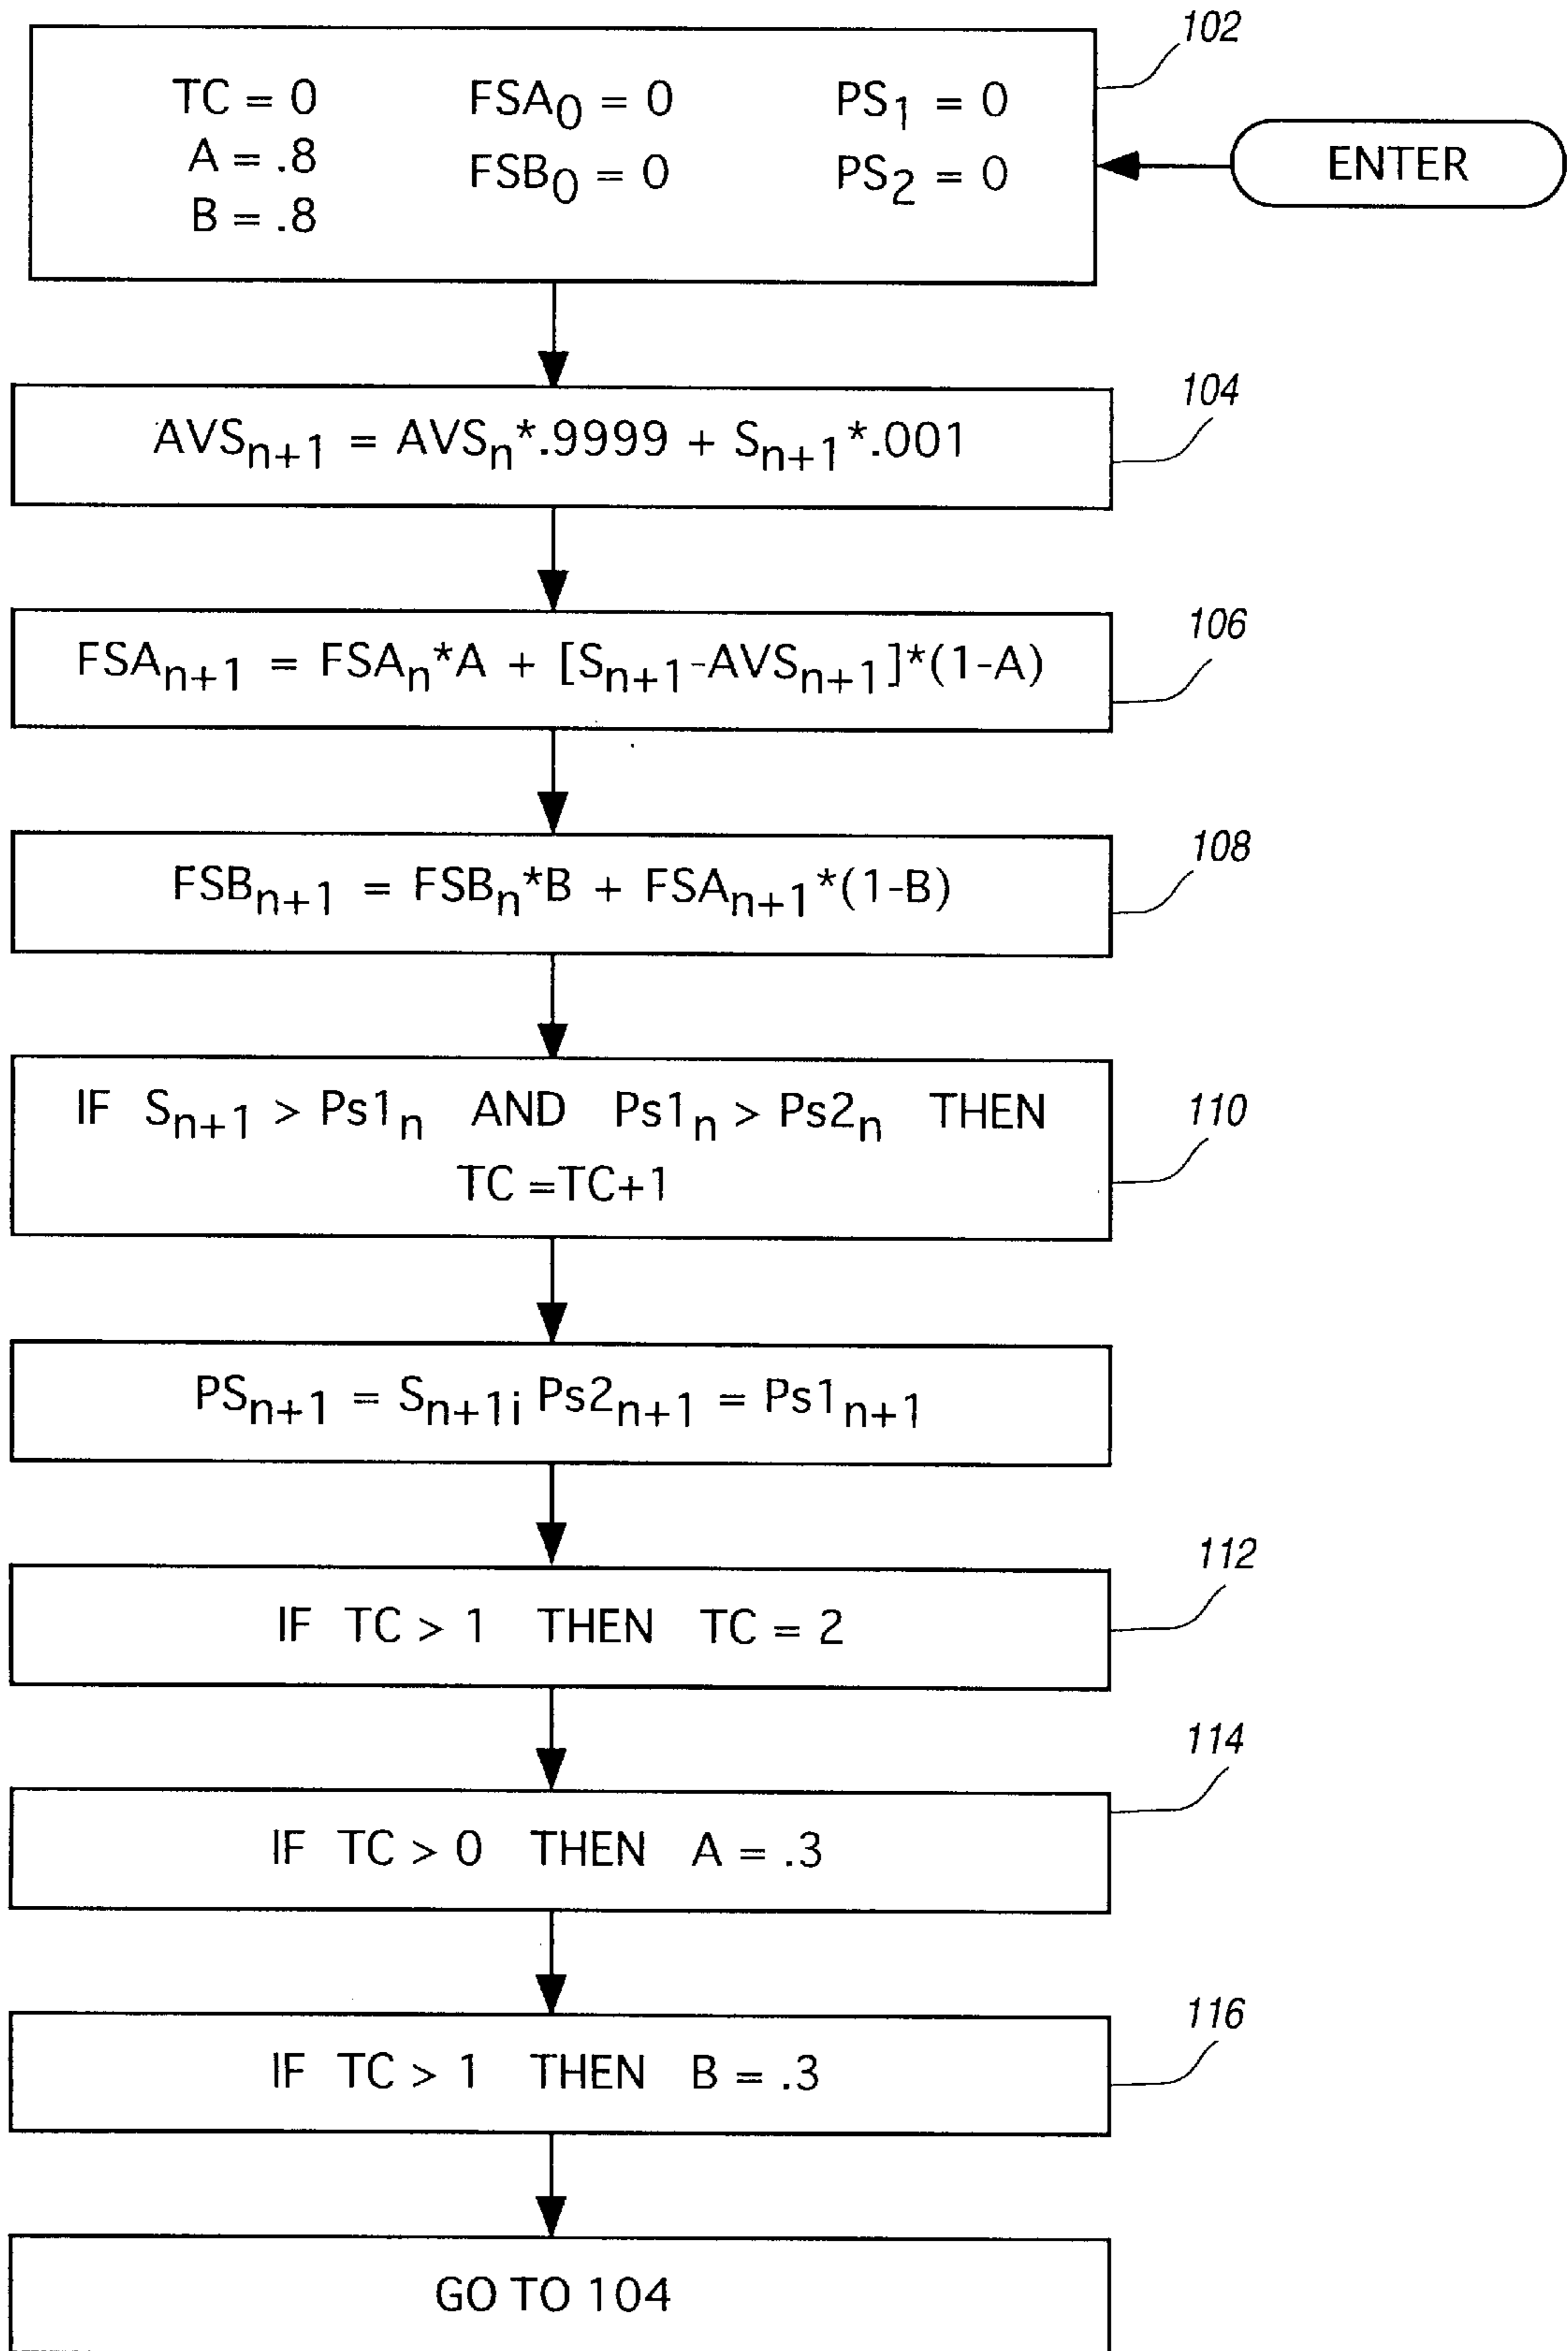 102
TC = 0 FSA0 = 0 PS1 = 0
A = .8 FSB0 = 0 PS2 = 0
B = .8
ENTER
104
AVSn+1 = AVSn*.9999 + Sn+1*.001
106
FSAn+1 = FSAn*A + [Sn+1-AVSn+1]*(1-A)
108
FSBn+1 = FSBn*B + FSAn+1*(1-B)
110
IF Sn+1 > Ps1n AND Ps1n > Ps2n THEN
TC =TC+1
PSn+1 = Sn+1i Ps2n+1 = Ps1n+1
112
IF TC > 1 THEN TC = 2
114
IF TC > 0 THEN A = .3
116
IF TC > 1 THEN B = .3
GO TO 104